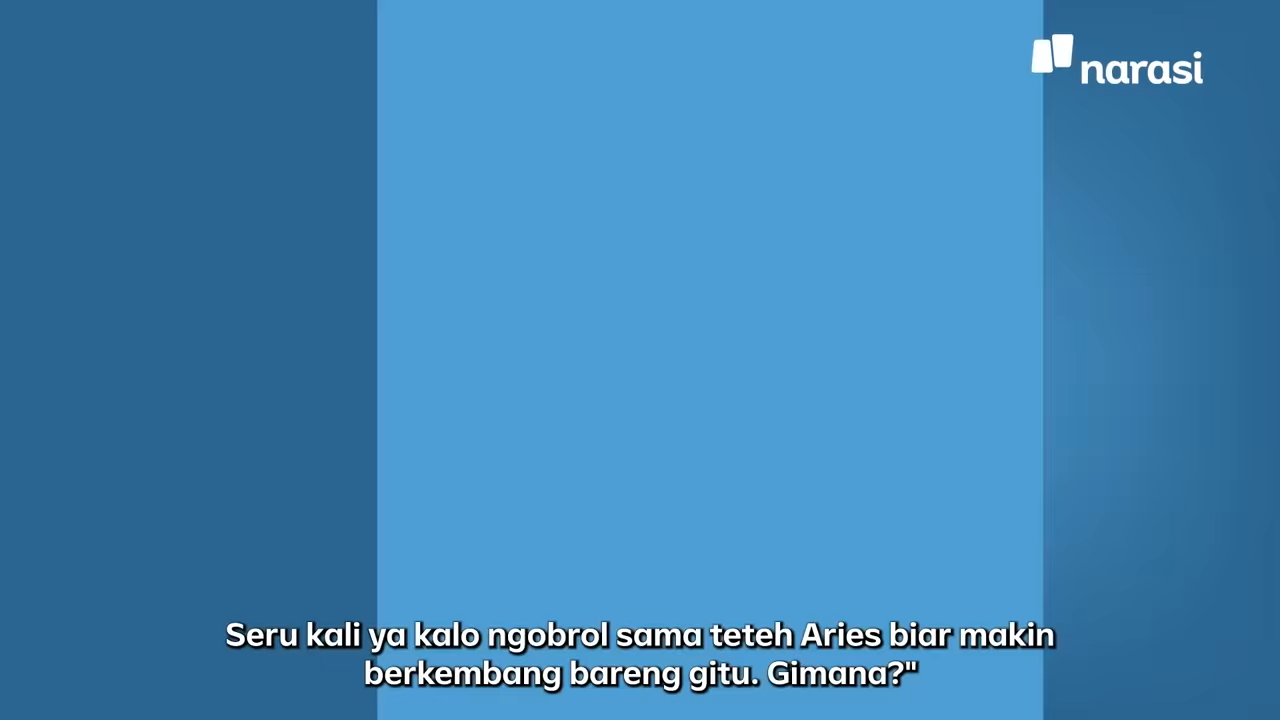 narasi
Seru kali ya kalo ngobrol sama teteh Aries biar makin
berkembang bareng gitu. Gimana?"